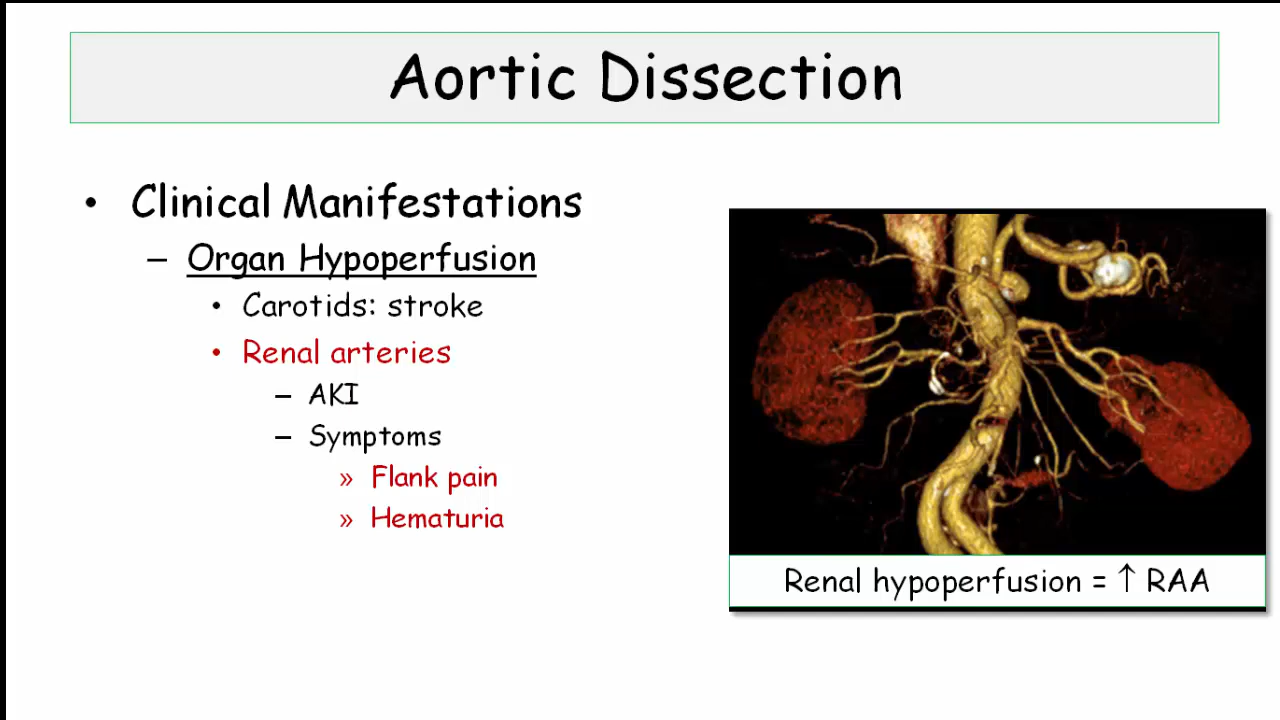 Aortic Dissection
• Clinical Manifestations
– Organ Hypoperfusion
• Carotids: stroke
• Renal arteries
– AKI
– Symptoms
» Flank pain
» Hematuria
Renal hypoperfusion = ↑ RAA